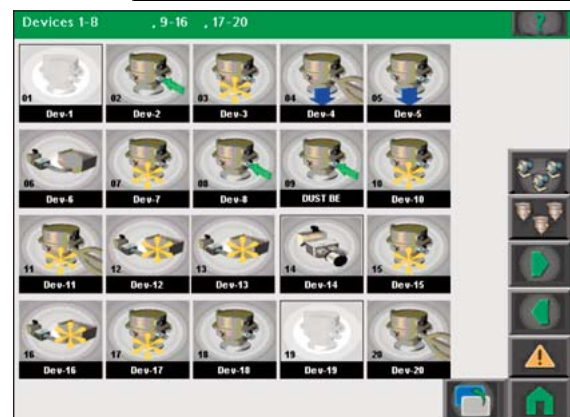 Devices 1-8 , 9-16 , 17-20 ?
01 02 03 04 05
Dev-1 Dev-2 Dev-3 Dev-4 Dev-5
06 07 08 09 10
Dev-6 Dev-7 Dev-8 DUST BE Dev-10
11 12 13 14 15
Dev-11 Dev-12 Dev-13 Dev-14 Dev-15
16 17 18 19 20
Dev-16 Dev-17 Dev-18 Dev-19 Dev-20